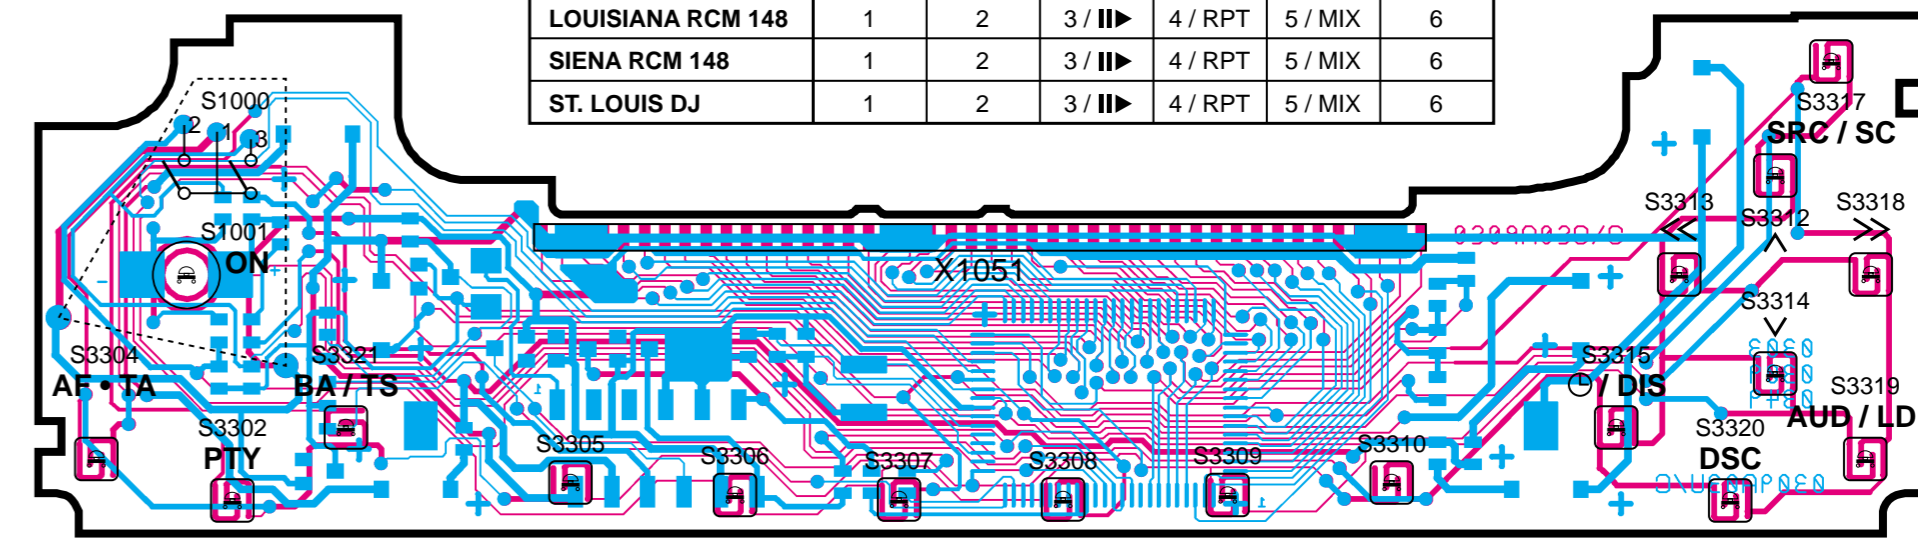 LOUISIANA RCM 148 1 2 3 / II▶ 4 / RPT 5 / MIX 6
SIENA RCM 148 1 2 3 / II▶ 4 / RPT 5 / MIX 6
ST. LOUIS DJ 1 2 3 / II▶ 4 / RPT 5 / MIX 6
S1000
2 1 3
S3317
SRC / SC
S3313
S3312
S3318
S1001
ON
X1051
S3314
S3304
AF • TA
S3321
BA / TS
S3315
/ DIS
S3319
AUD / LD
S3302
PTY
S3320
DSC
S3305
S3306
S3307
S3308
S3309
S3310
1
1